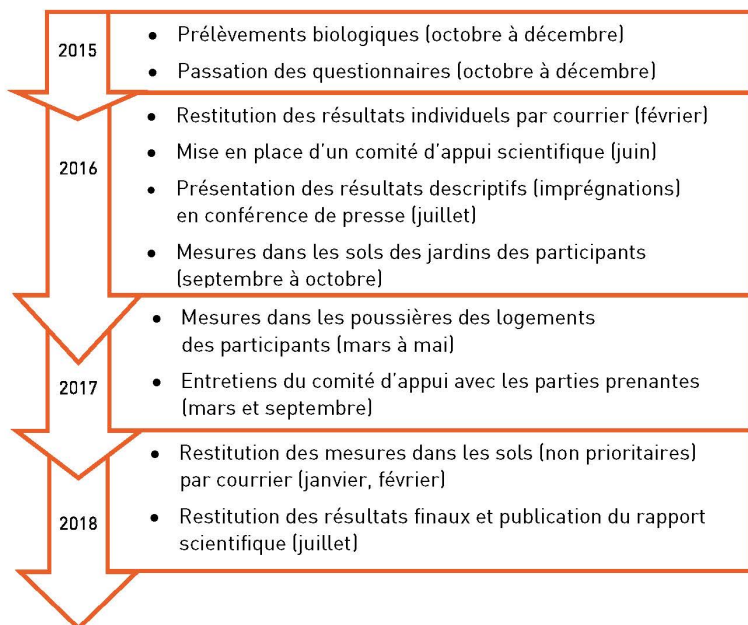 2015
• Prélèvements biologiques (octobre à décembre)
• Passation des questionnaires (octobre à décembre)
2016
• Restitution des résultats individuels par courrier (février)
• Mise en place d'un comité d'appui scientifique (juin)
• Présentation des résultats descriptifs (imprégnations)
en conférence de presse (juillet)
• Mesures dans les sols des jardins des participants
(septembre à octobre)
2017
• Mesures dans les poussières des logements
des participants (mars à mai)
• Entretiens du comité d'appui avec les parties prenantes
(mars et septembre)
2018
• Restitution des mesures dans les sols (non prioritaires)
par courrier (janvier, février)
• Restitution des résultats finaux et publication du rapport
scientifique (juillet)